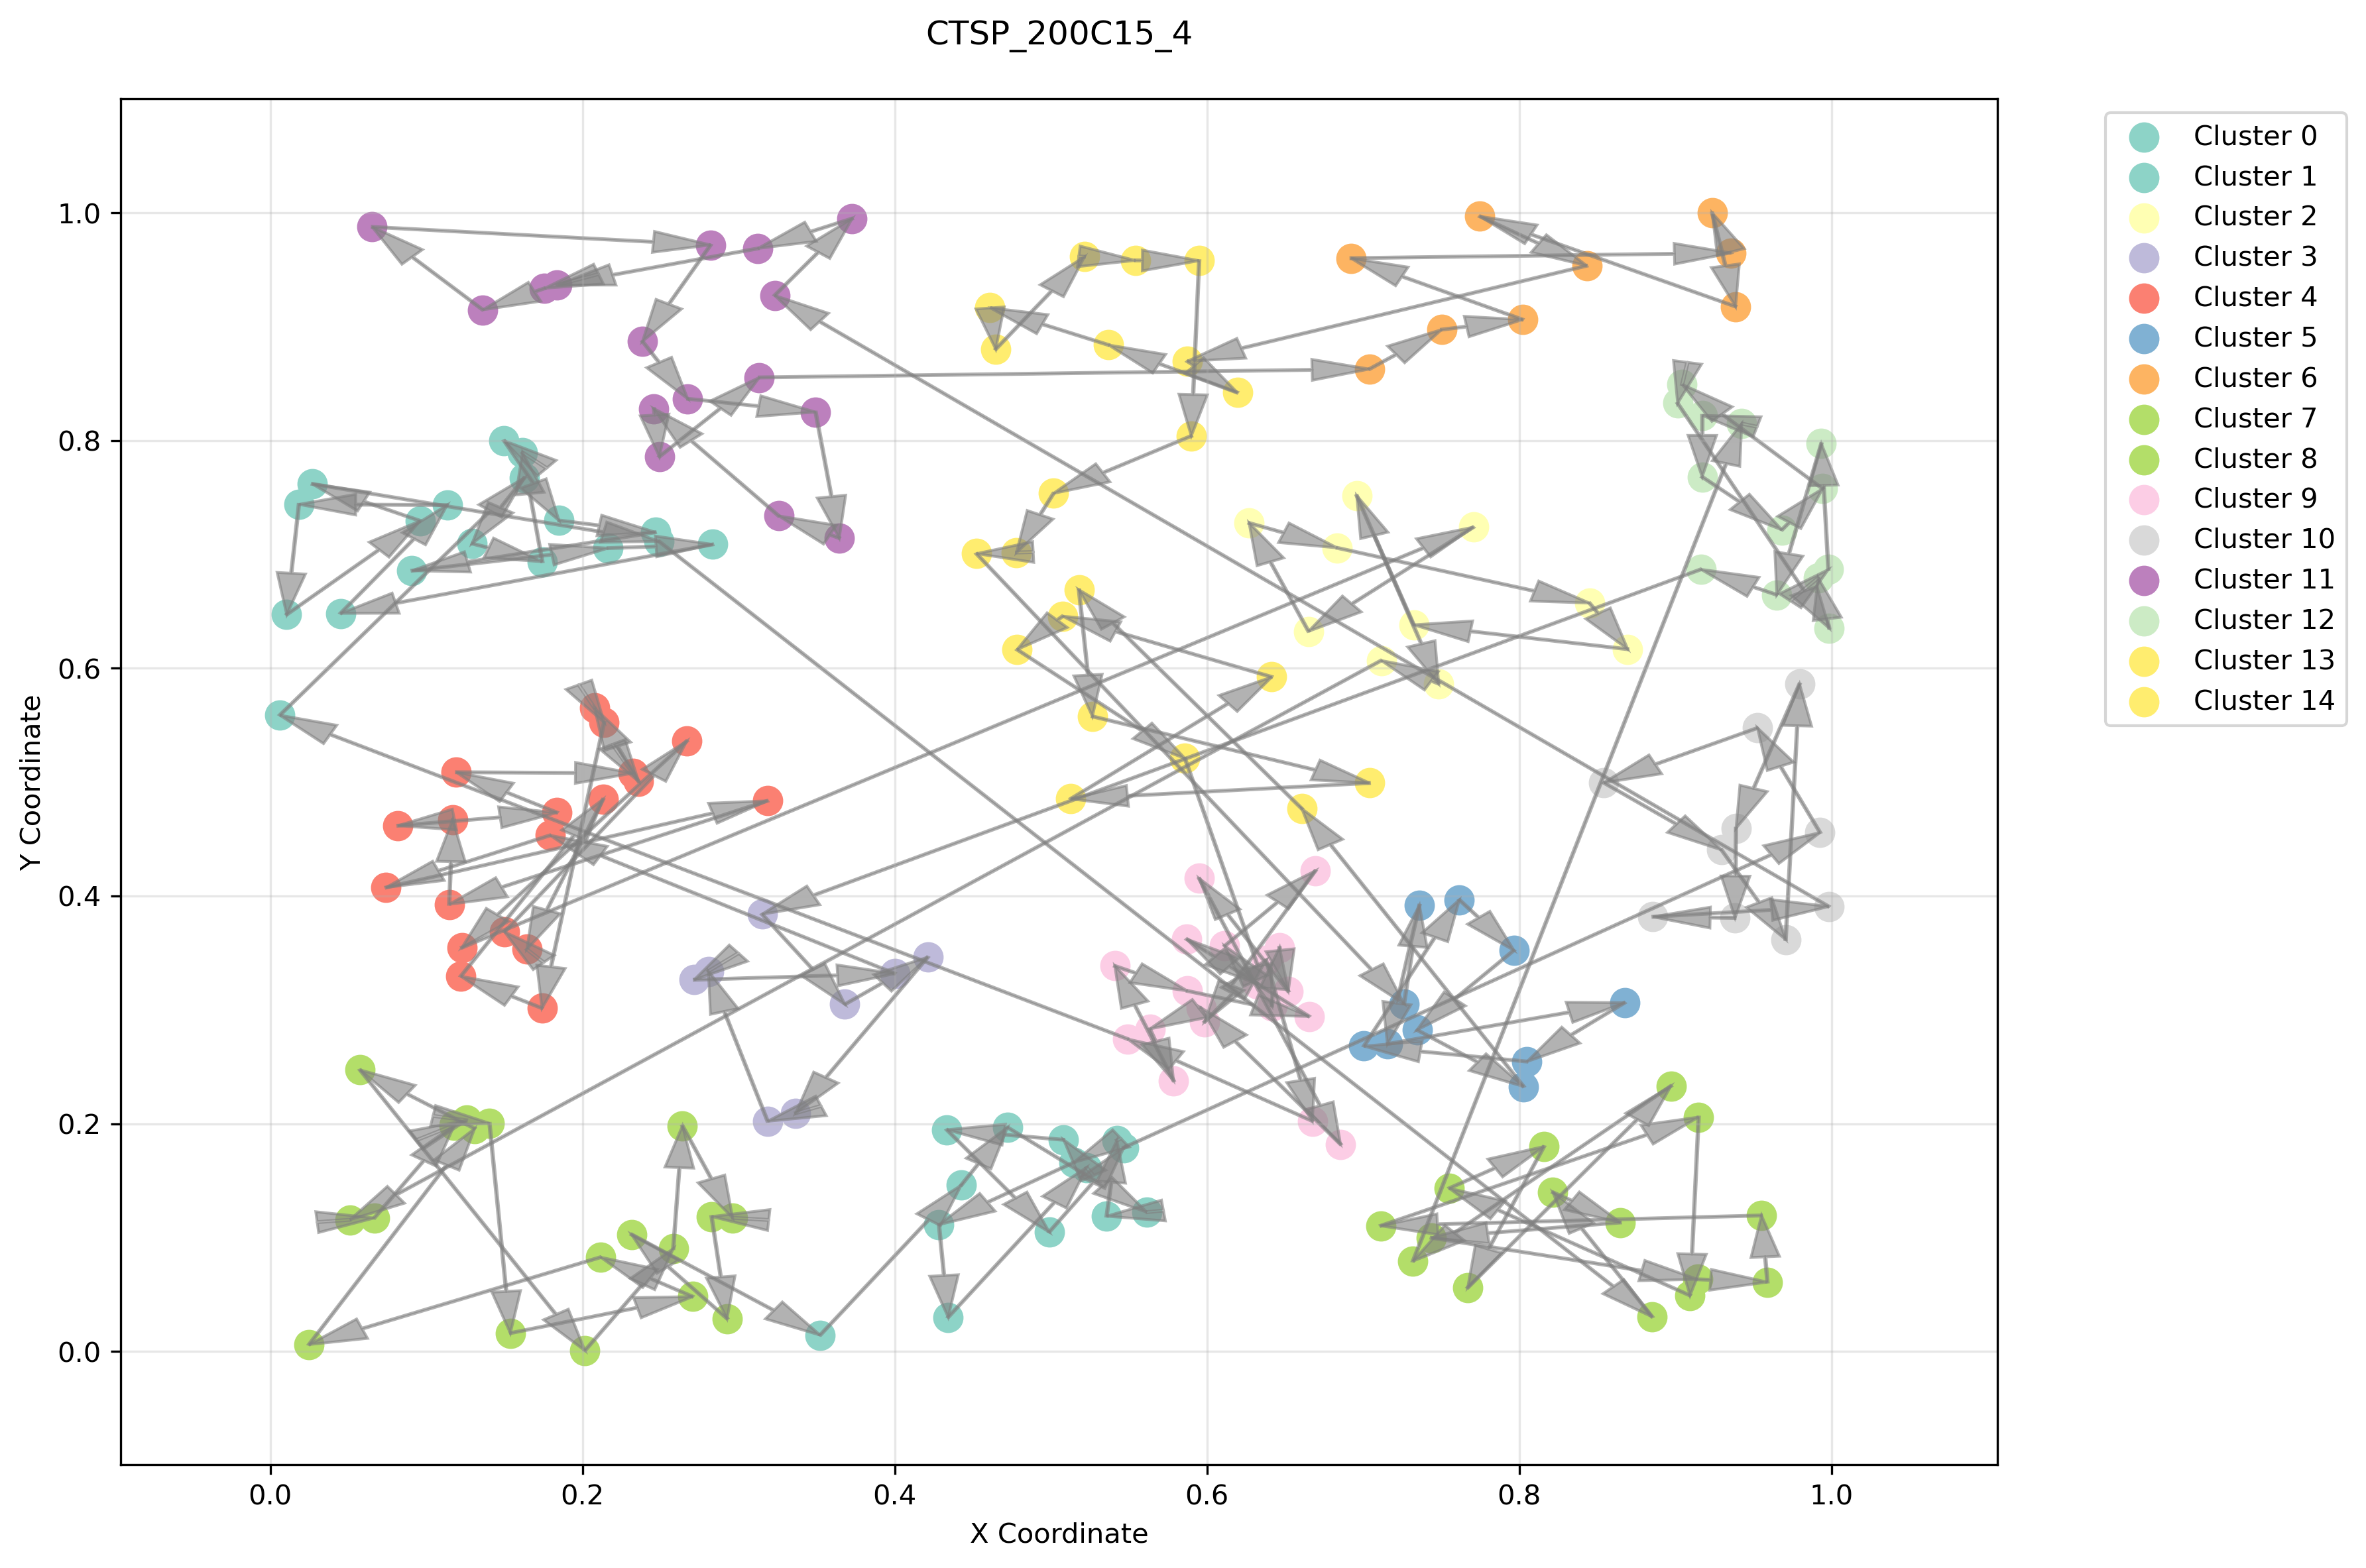 CTSP_200C15_4
1.0
0.8
0.6
0.4
0.2
0.0
Y Coordinate
0.0
0.2
0.4
0.6
0.8
1.0
X Coordinate
Cluster 0
Cluster 1
Cluster 2
Cluster 3
Cluster 4
Cluster 5
Cluster 6
Cluster 7
Cluster 8
Cluster 9
Cluster 10
Cluster 11
Cluster 12
Cluster 13
Cluster 14